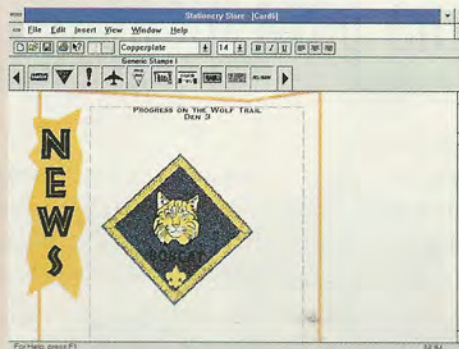 Stationery Store - [Card6]
File Edit Insert View Window Help
Copperplate 14 B I U
Generic Stamps I
PROGRESS ON THE WOLF TRAIL
DEN 3
NEWS
BOBCAT
For Help, press F1